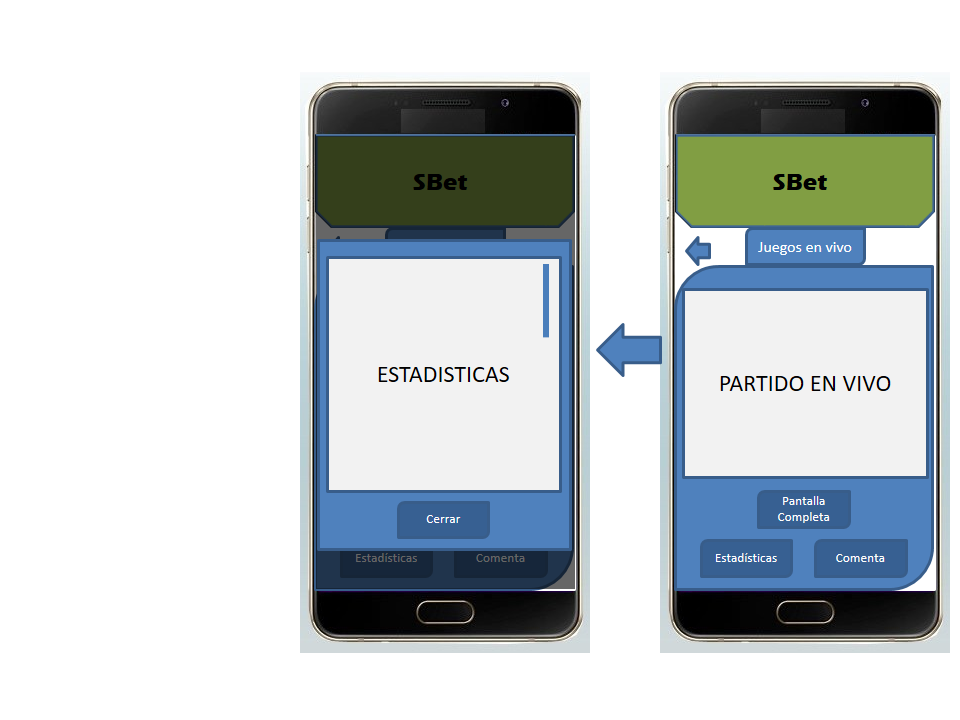 SBet
ESTADISTICAS
Cerrar
Estadísticas
Comenta
SBet
Juegos en vivo
PARTIDO EN VIVO
Pantalla
Completa
Estadísticas
Comenta